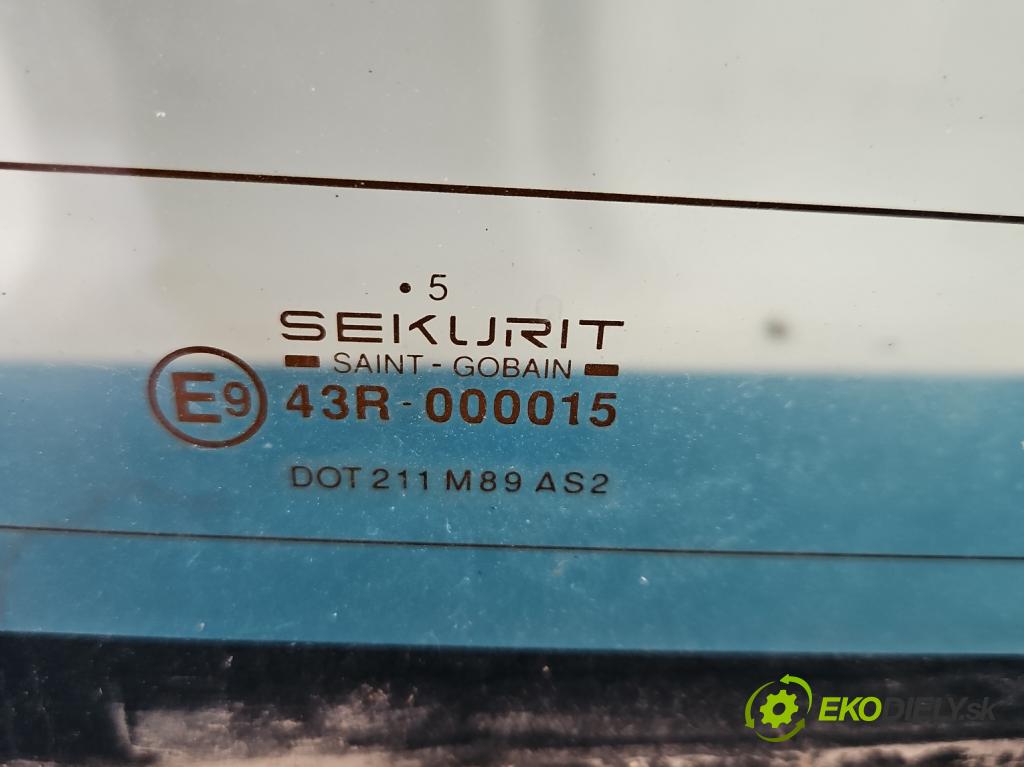 • 5
SEKURIT
SAINT - GOBAIN
E9 43R - 000015
DOT 211 M89 AS2
EKODIELY.sk